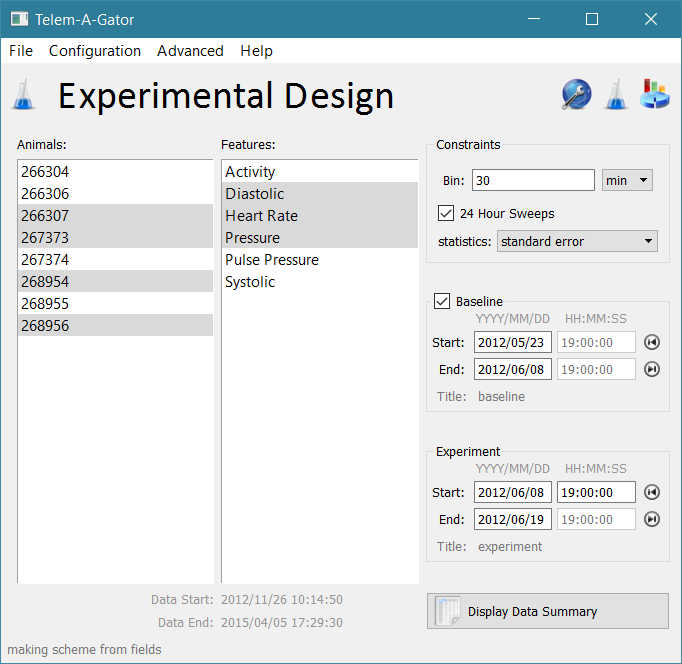 Telem-A-Gator
File Configuration Advanced Help
Experimental Design
Animals:
266304
266306
266307
267373
267374
268954
268955
268956
Features:
Activity
Diastolic
Heart Rate
Pressure
Pulse Pressure
Systolic
Constraints
Bin: 30 min
24 Hour Sweeps
statistics: standard error
Baseline
YYYY/MM/DD HH:MM:SS
Start: 2012/05/23 19:00:00
End: 2012/06/08 19:00:00
Title: baseline
Experiment
YYYY/MM/DD HH:MM:SS
Start: 2012/06/08 19:00:00
End: 2012/06/19 19:00:00
Title: experiment
Data Start: 2012/11/26 10:14:50
Data End: 2015/04/05 17:29:30
Display Data Summary
making scheme from fields